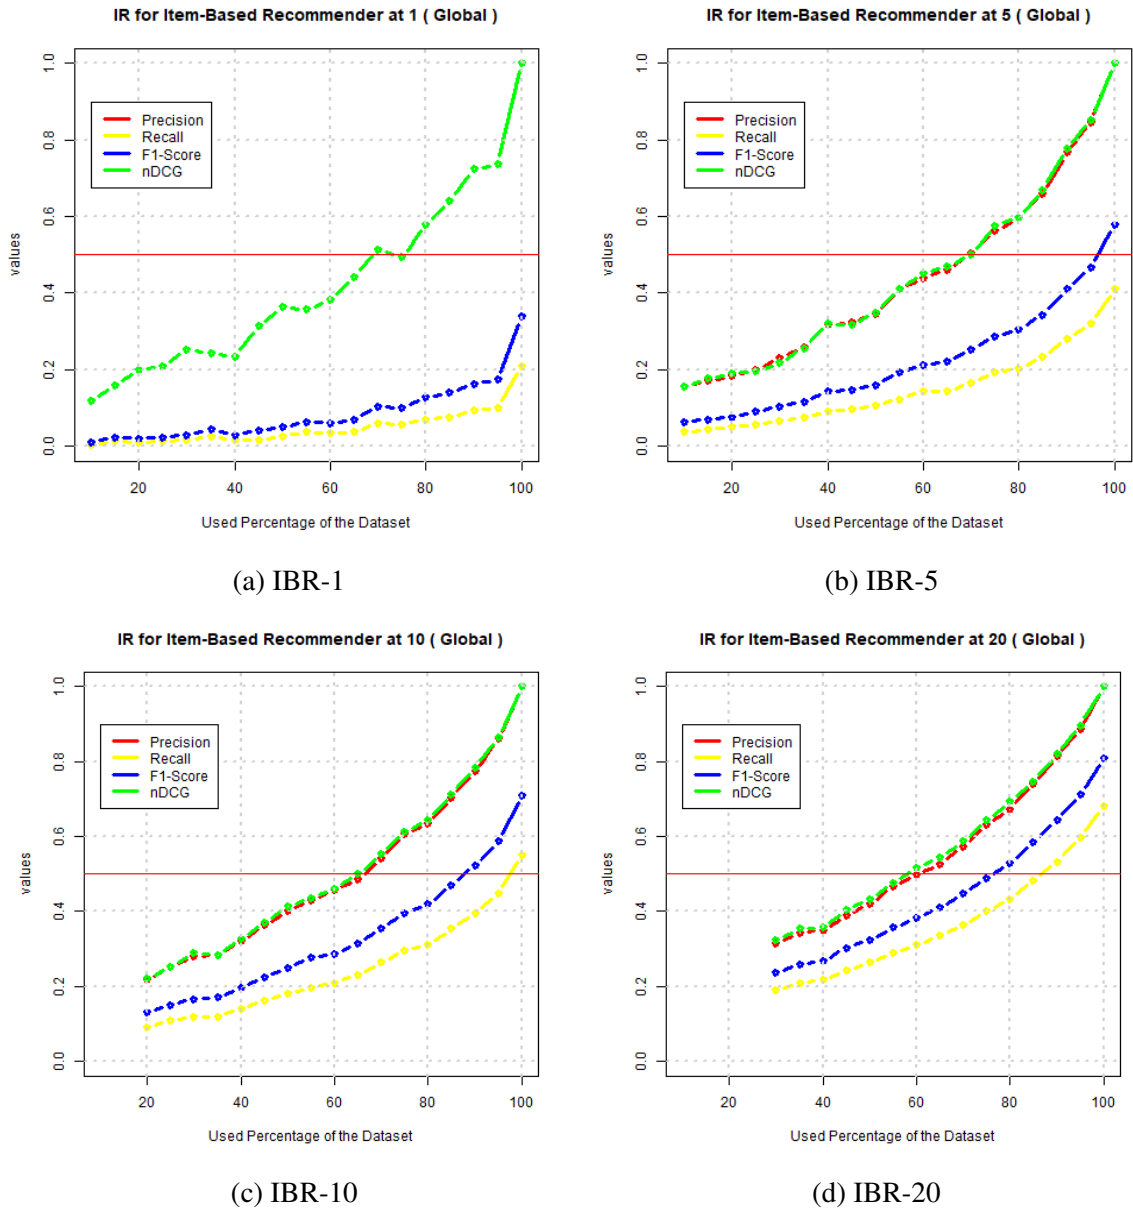 IR for Item-Based Recommender at 1 ( Global )
values
0.0 0.2 0.4 0.6 0.8 1.0
Precision
Recall
F1-Score
nDCG
20 40 60 80 100
Used Percentage of the Dataset
(a) IBR-1
IR for Item-Based Recommender at 5 ( Global )
values
0.0 0.2 0.4 0.6 0.8 1.0
Precision
Recall
F1-Score
nDCG
20 40 60 80 100
Used Percentage of the Dataset
(b) IBR-5
IR for Item-Based Recommender at 10 ( Global )
values
0.0 0.2 0.4 0.6 0.8 1.0
Precision
Recall
F1-Score
nDCG
20 40 60 80 100
Used Percentage of the Dataset
(c) IBR-10
IR for Item-Based Recommender at 20 ( Global )
values
0.0 0.2 0.4 0.6 0.8 1.0
Precision
Recall
F1-Score
nDCG
20 40 60 80 100
Used Percentage of the Dataset
(d) IBR-20